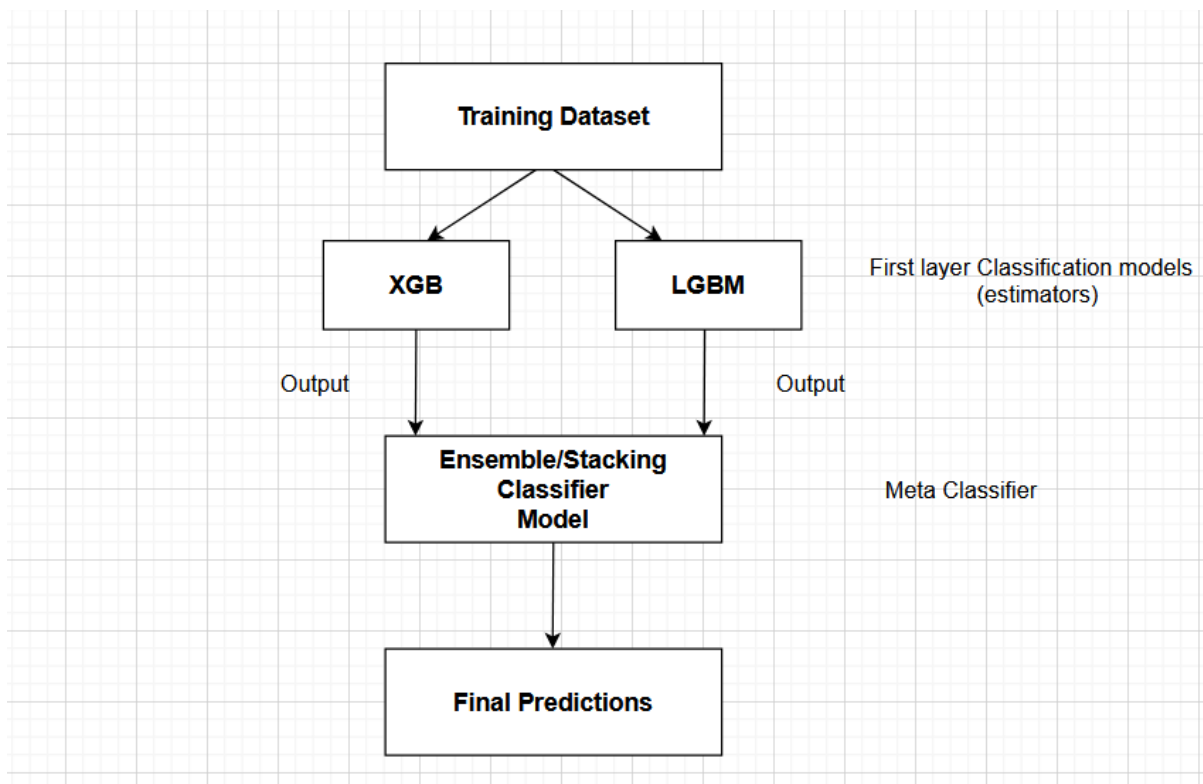 Training Dataset
XGB
LGBM
First layer Classification models
(estimators)
Output
Output
Ensemble/Stacking
Classifier
Model
Meta Classifier
Final Predictions